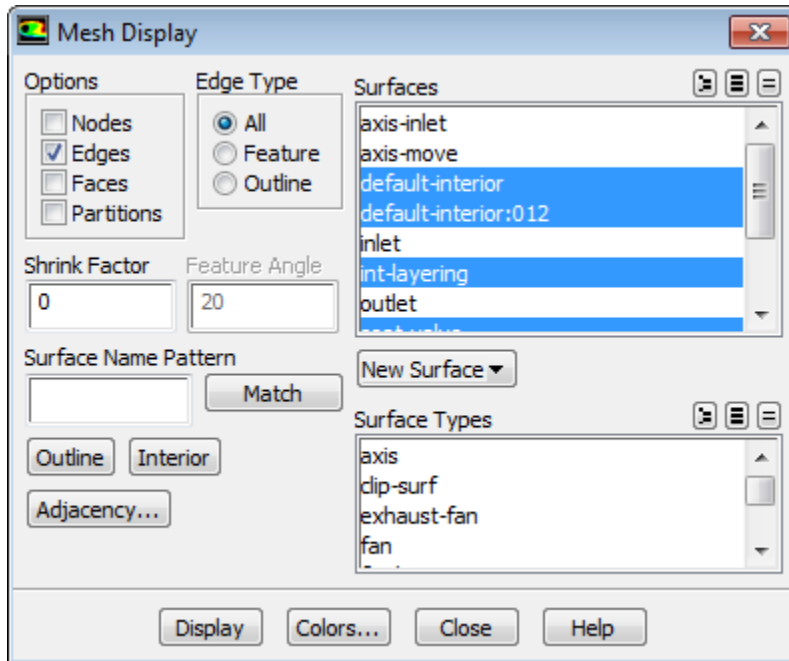 Mesh Display
Options
Nodes
Edges
Faces
Partitions
Edge Type
All
Feature
Outline
Shrink Factor
0
Feature Angle
20
Surface Name Pattern
Match
Outline
Interior
Adjacency...
Surfaces
axis-inlet
axis-move
default-interior
default-interior:012
inlet
int-layering
outlet
New Surface
Surface Types
axis
clip-surf
exhaust-fan
fan
Display
Colors...
Close
Help